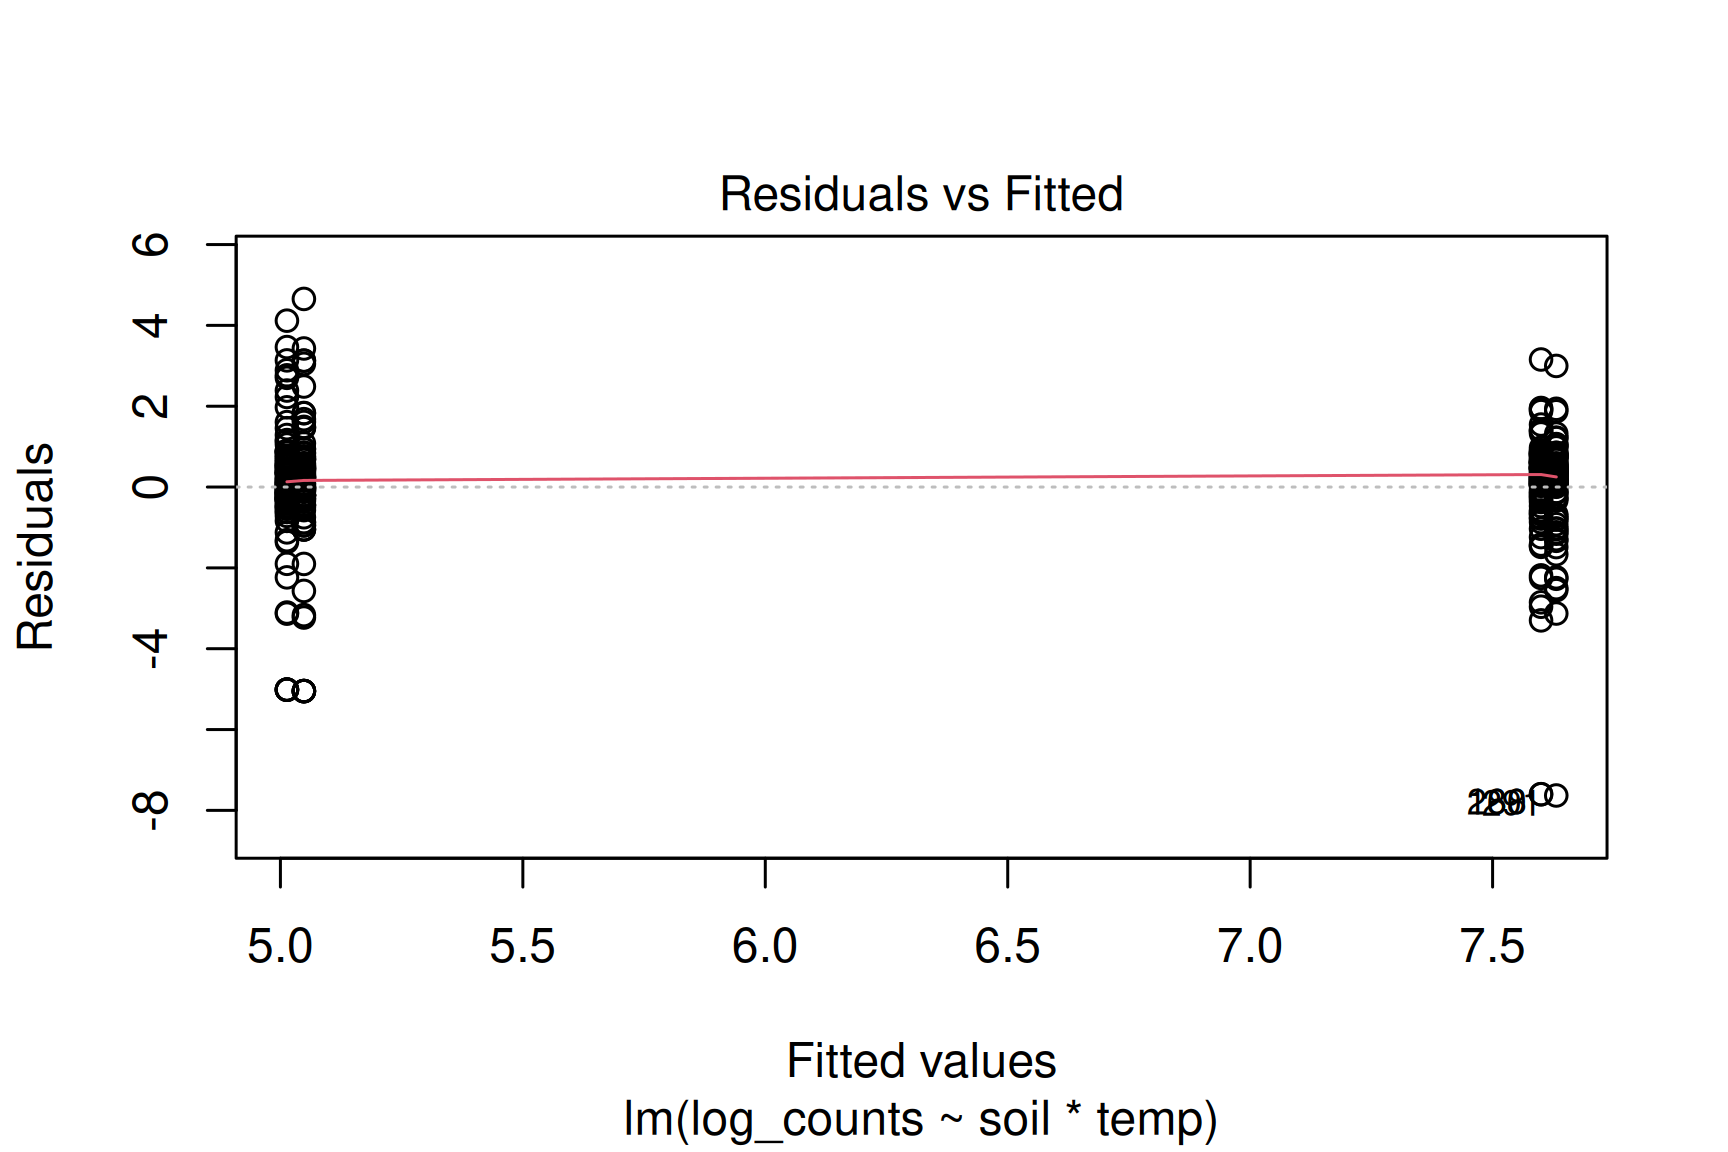 Residuals vs Fitted
Residuals
6
4
2
0
-4
-8
5.0 5.5 6.0 6.5 7.0 7.5
Fitted values
lm(log_counts ~ soil * temp)